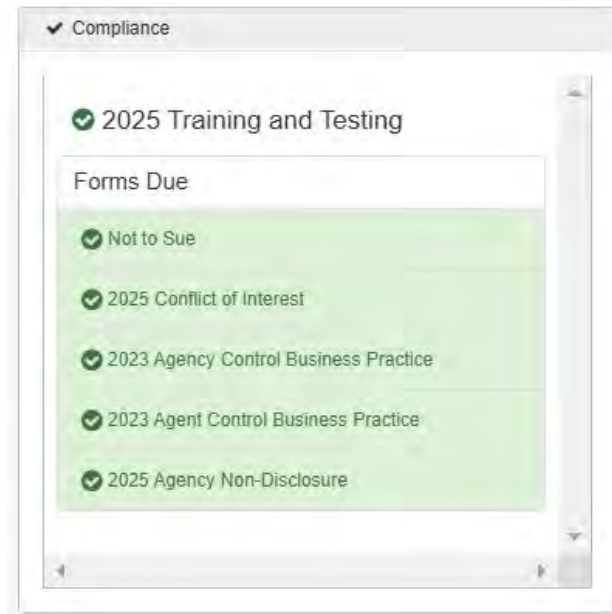 Compliance
2025 Training and Testing
Forms Due
Not to Sue
2025 Conflict of Interest
2023 Agency Control Business Practice
2023 Agent Control Business Practice
2025 Agency Non-Disclosure